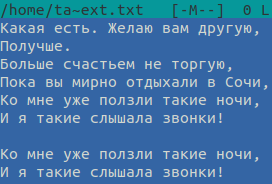 /home/ta~ext.txt [-M--] 0 L
Какая есть. Желаю вам другую,
Получше.
Больше счастьем не торгую,
Пока вы мирно отдыхали в Сочи,
Ко мне уже ползли такие ночи,
И я такие слышала звонки!

Ко мне уже ползли такие ночи,
И я такие слышала звонки!